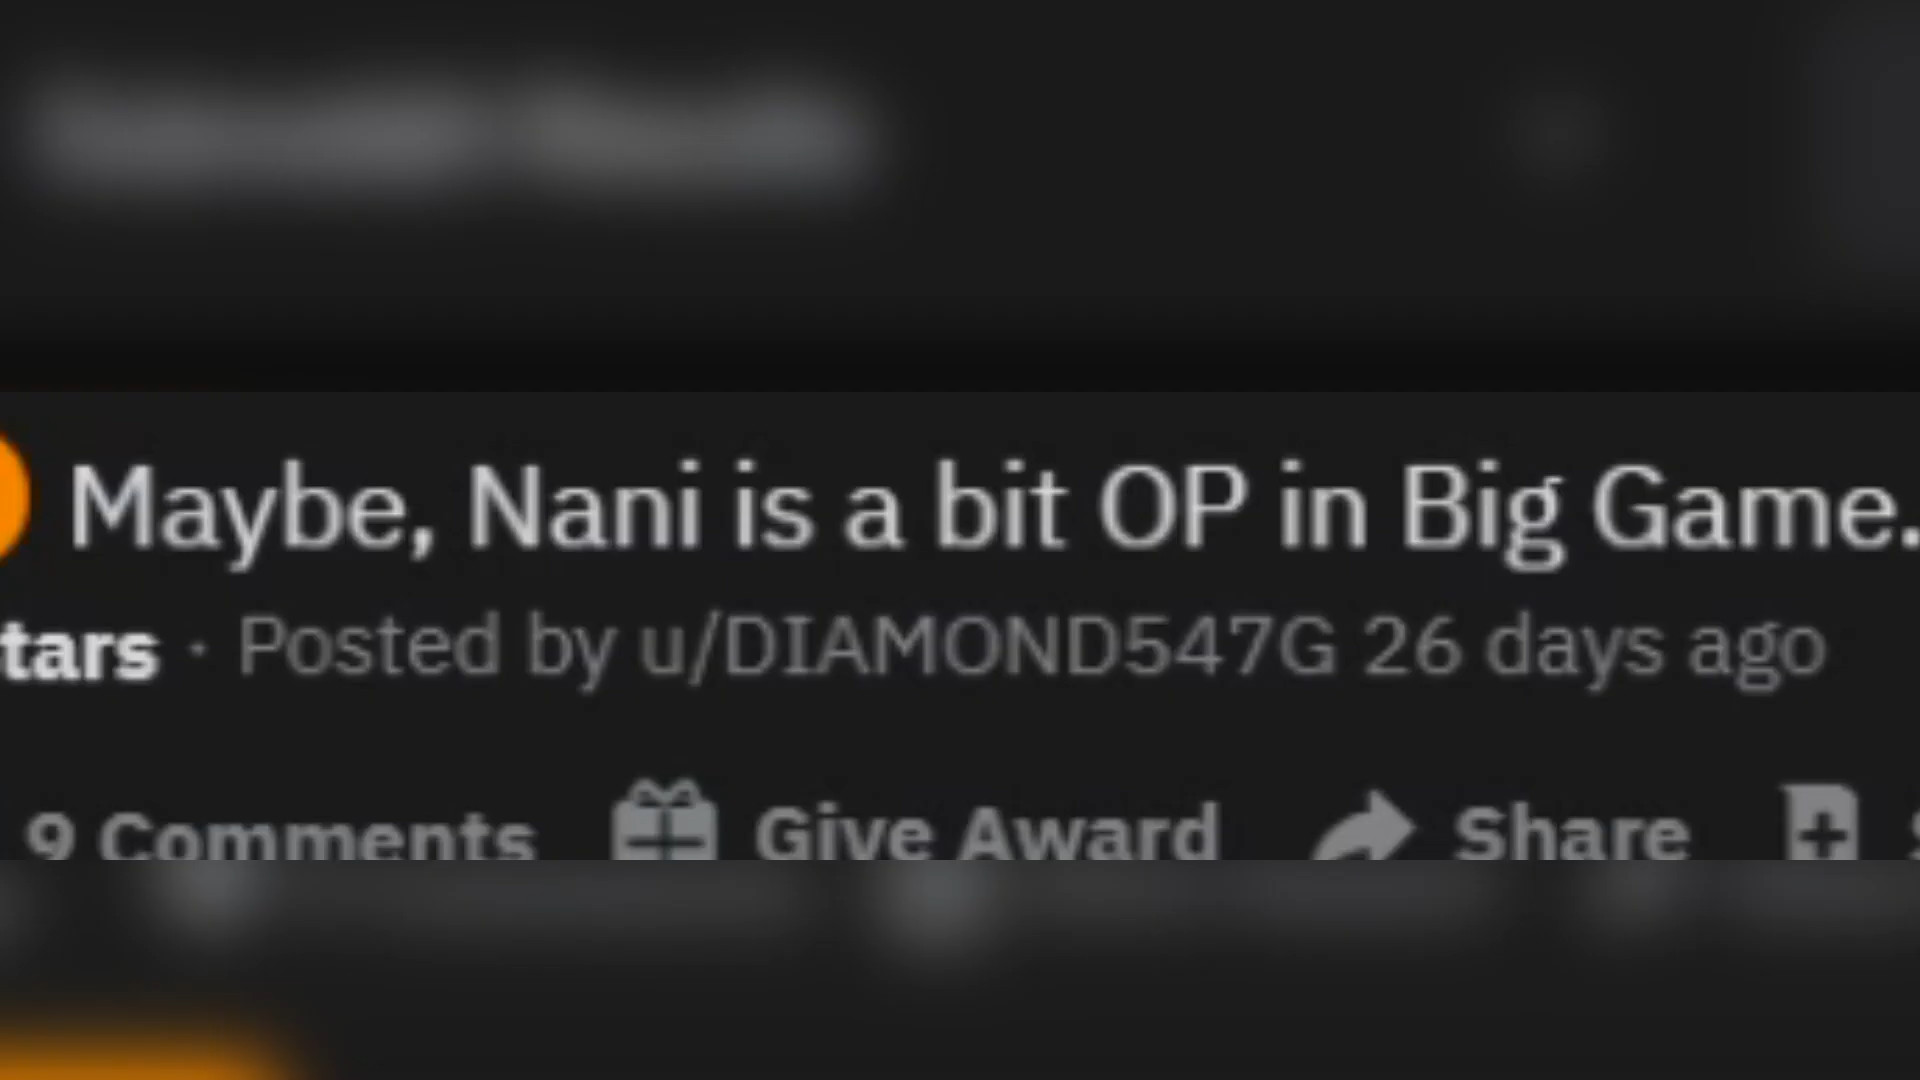 Maybe, Nani is a bit OP in Big Game.
tars · Posted by u/DIAMOND547G 26 days ago
9 Comments Give Award Share